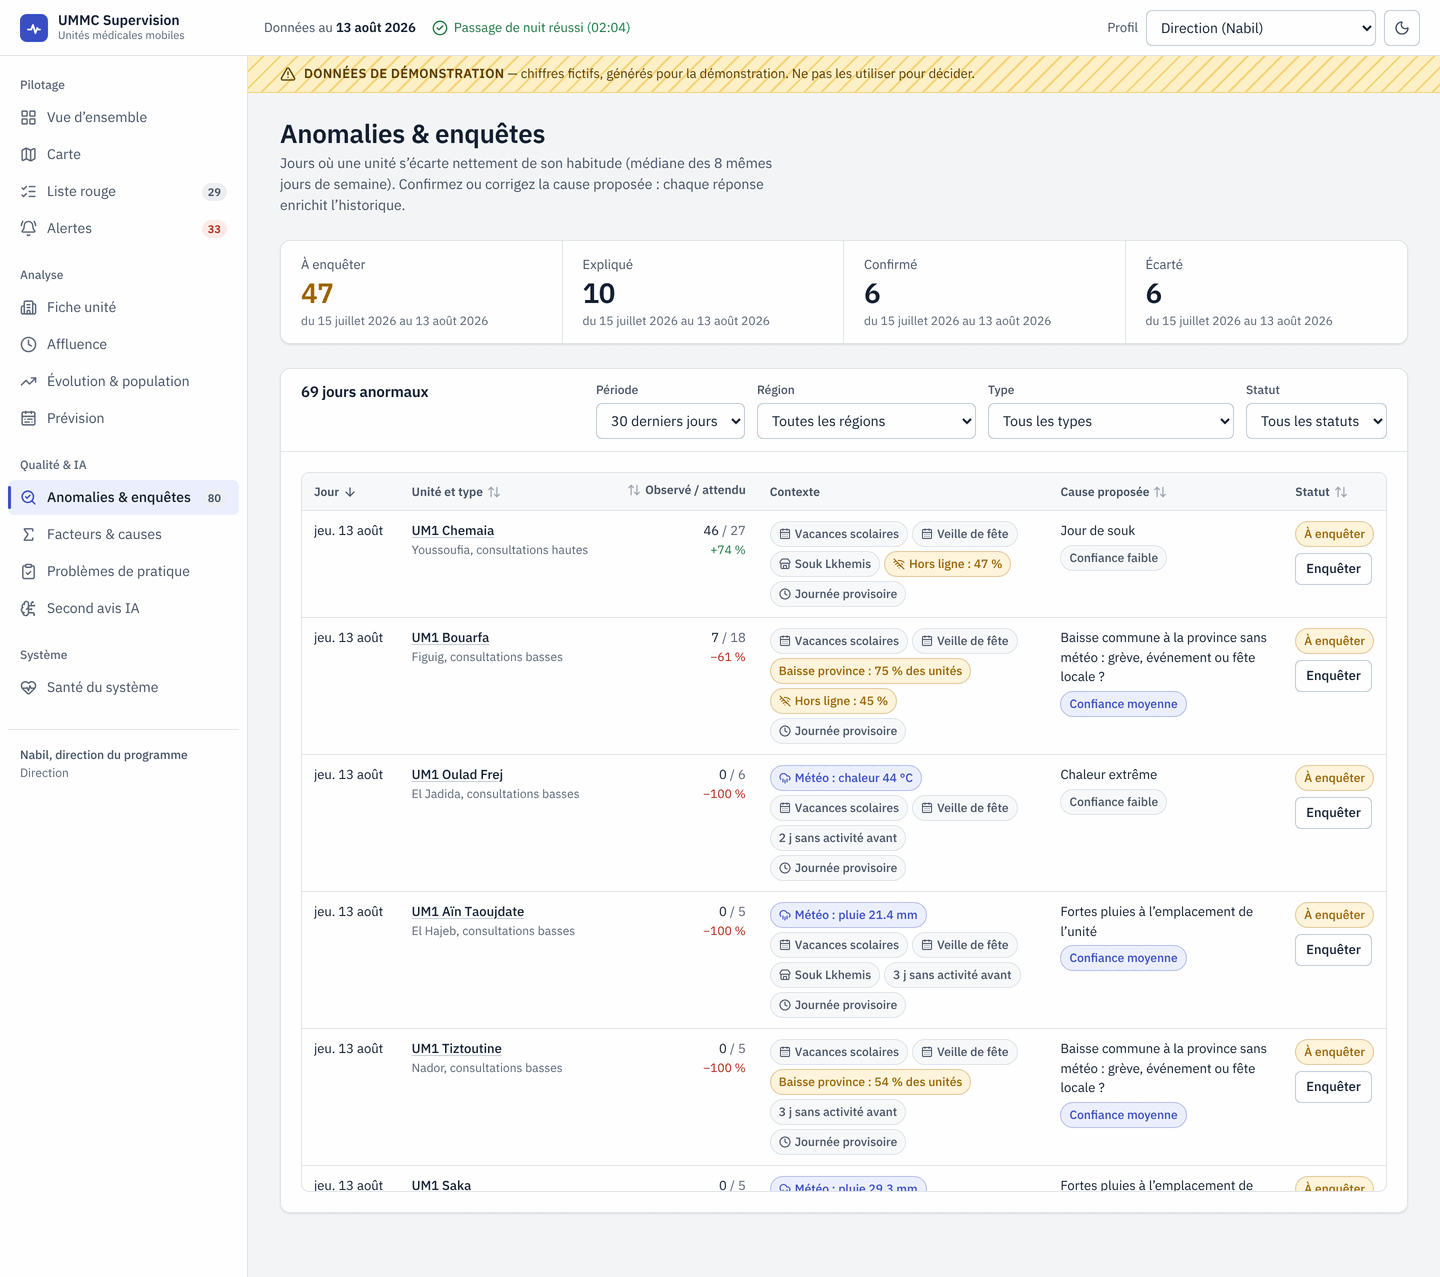 UMMC Supervision
Unités médicales mobiles
Données au 13 août 2026
Passage de nuit réussi (02:04)
Profil
Direction (Nabil)
DONNÉES DE DÉMONSTRATION — chiffres fictifs, générés pour la démonstration. Ne pas les utiliser pour décider.
Pilotage
Vue d’ensemble
Carte
Liste rouge 29
Alertes 33
Analyse
Fiche unité
Affluence
Évolution & population
Prévision
Qualité & IA
Anomalies & enquêtes 80
Facteurs & causes
Problèmes de pratique
Second avis IA
Système
Santé du système
Nabil, direction du programme
Direction
Anomalies & enquêtes
Jours où une unité s’écarte nettement de son habitude (médiane des 8 mêmes
jours de semaine). Confirmez ou corrigez la cause proposée : chaque réponse
enrichit l’historique.
À enquêter
47
du 15 juillet 2026 au 13 août 2026
Expliqué
10
du 15 juillet 2026 au 13 août 2026
Confirmé
6
du 15 juillet 2026 au 13 août 2026
Écarté
6
du 15 juillet 2026 au 13 août 2026
69 jours anormaux
Période
30 derniers jours
Région
Toutes les régions
Type
Tous les types
Statut
Tous les statuts
Jour Unité et type Observé / attendu Contexte Cause proposée Statut
jeu. 13 août
UM1 Chemaia
Youssoufia, consultations hautes
46 / 27
+74 %
Vacances scolaires Veille de fête
Souk Lkhemis Hors ligne : 47 %
Journée provisoire
Jour de souk
Confiance faible
À enquêter
Enquêter
jeu. 13 août
UM1 Bouarfa
Figuig, consultations basses
7 / 18
−61 %
Vacances scolaires Veille de fête
Baisse province : 75 % des unités
Hors ligne : 45 %
Journée provisoire
Baisse commune à la province sans
météo : grève, événement ou fête
locale ?
Confiance moyenne
À enquêter
Enquêter
jeu. 13 août
UM1 Oulad Frej
El Jadida, consultations basses
0 / 6
−100 %
Météo : chaleur 44 °C
Vacances scolaires Veille de fête
2 j sans activité avant
Journée provisoire
Chaleur extrême
Confiance faible
À enquêter
Enquêter
jeu. 13 août
UM1 Aïn Taoujdate
El Hajeb, consultations basses
0 / 5
−100 %
Météo : pluie 21.4 mm
Vacances scolaires Veille de fête
Souk Lkhemis 3 j sans activité avant
Journée provisoire
Fortes pluies à l’emplacement de
l’unité
Confiance moyenne
À enquêter
Enquêter
jeu. 13 août
UM1 Tiztoutine
Nador, consultations basses
0 / 5
−100 %
Vacances scolaires Veille de fête
Baisse province : 54 % des unités
3 j sans activité avant
Journée provisoire
Baisse commune à la province sans
météo : grève, événement ou fête
locale ?
Confiance moyenne
À enquêter
Enquêter
jeu. 13 août
UM1 Saka
0 / 5
Météo : pluie 29.3 mm
Fortes pluies à l’emplacement de
À enquêter